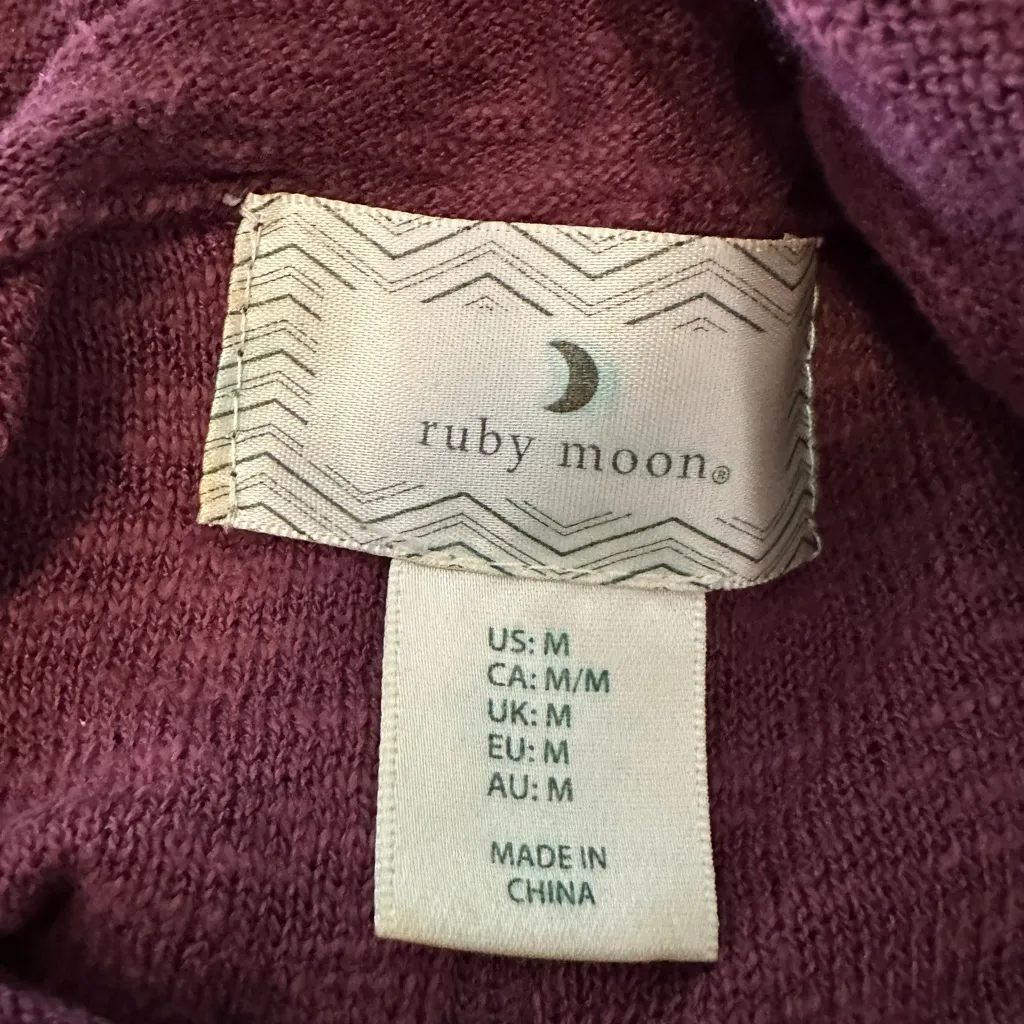 ruby moon®
US: M
CA: M/M
UK: M
EU: M
AU: M
MADE IN
CHINA